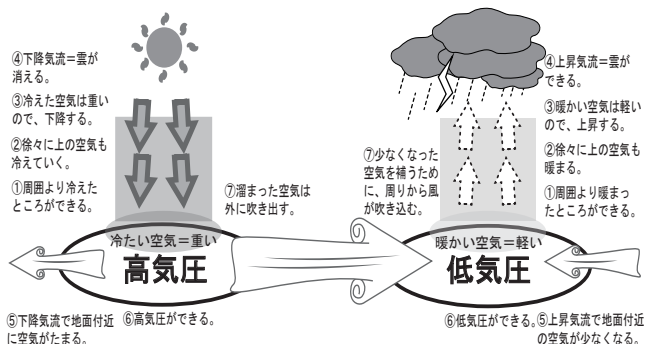 ④下降気流＝雲が
消える。
③冷えた空気は重い
ので、下降する。
②徐々に上の空気も
冷えていく。
①周囲より冷えた
ところができる。
⑦溜まった空気は
外に吹き出す。
冷たい空気＝重い
高気圧
⑤下降気流で地面付近
に空気がたまる。
⑥高気圧ができる。
④上昇気流＝雲が
できる。
③暖かい空気は軽い
ので、上昇する。
②徐々に上の空気も
暖まる。
①周囲より暖まっ
たところができる。
⑦少なくなった
空気を補うため
に、周りから風
が吹き込む。
暖かい空気＝軽い
低気圧
⑥低気圧ができる。
⑤上昇気流で地面付近
の空気が少なくなる。